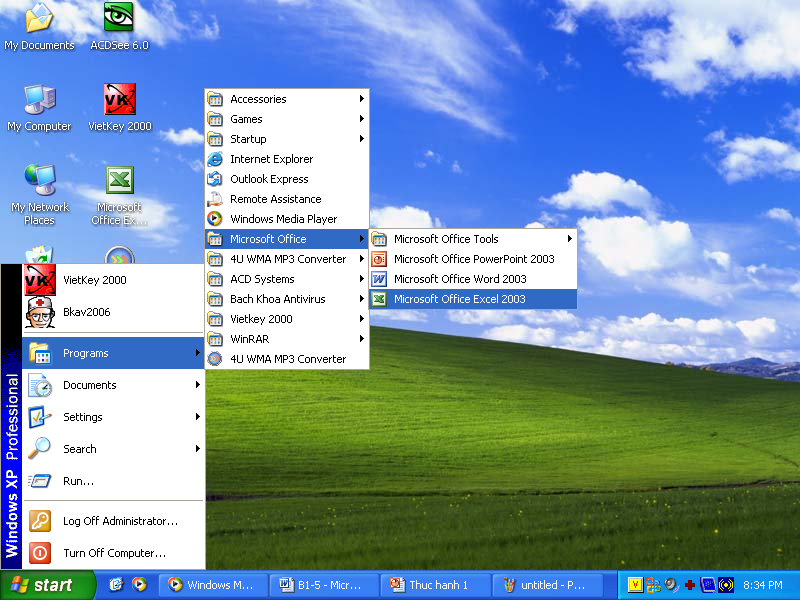 My Documents
ACDSee 6.0
My Computer
VietKey 2000
My Network
Places
Microsoft
Office Ex...
VietKey 2000
Bkav2006
Programs
Documents
Settings
Search
Run...
Log Off Administrator...
Turn Off Computer...
Windows XP Professional
Accessories
Games
Startup
Internet Explorer
Outlook Express
Remote Assistance
Windows Media Player
Microsoft Office
4U WMA MP3 Converter
ACD Systems
Bach Khoa Antivirus
Vietkey 2000
WinRAR
4U WMA MP3 Converter
Microsoft Office Tools
Microsoft Office PowerPoint 2003
Microsoft Office Word 2003
Microsoft Office Excel 2003
start
Windows M...
B1-5 - Micr...
Thuc hanh 1
untitled - P...
8:34 PM